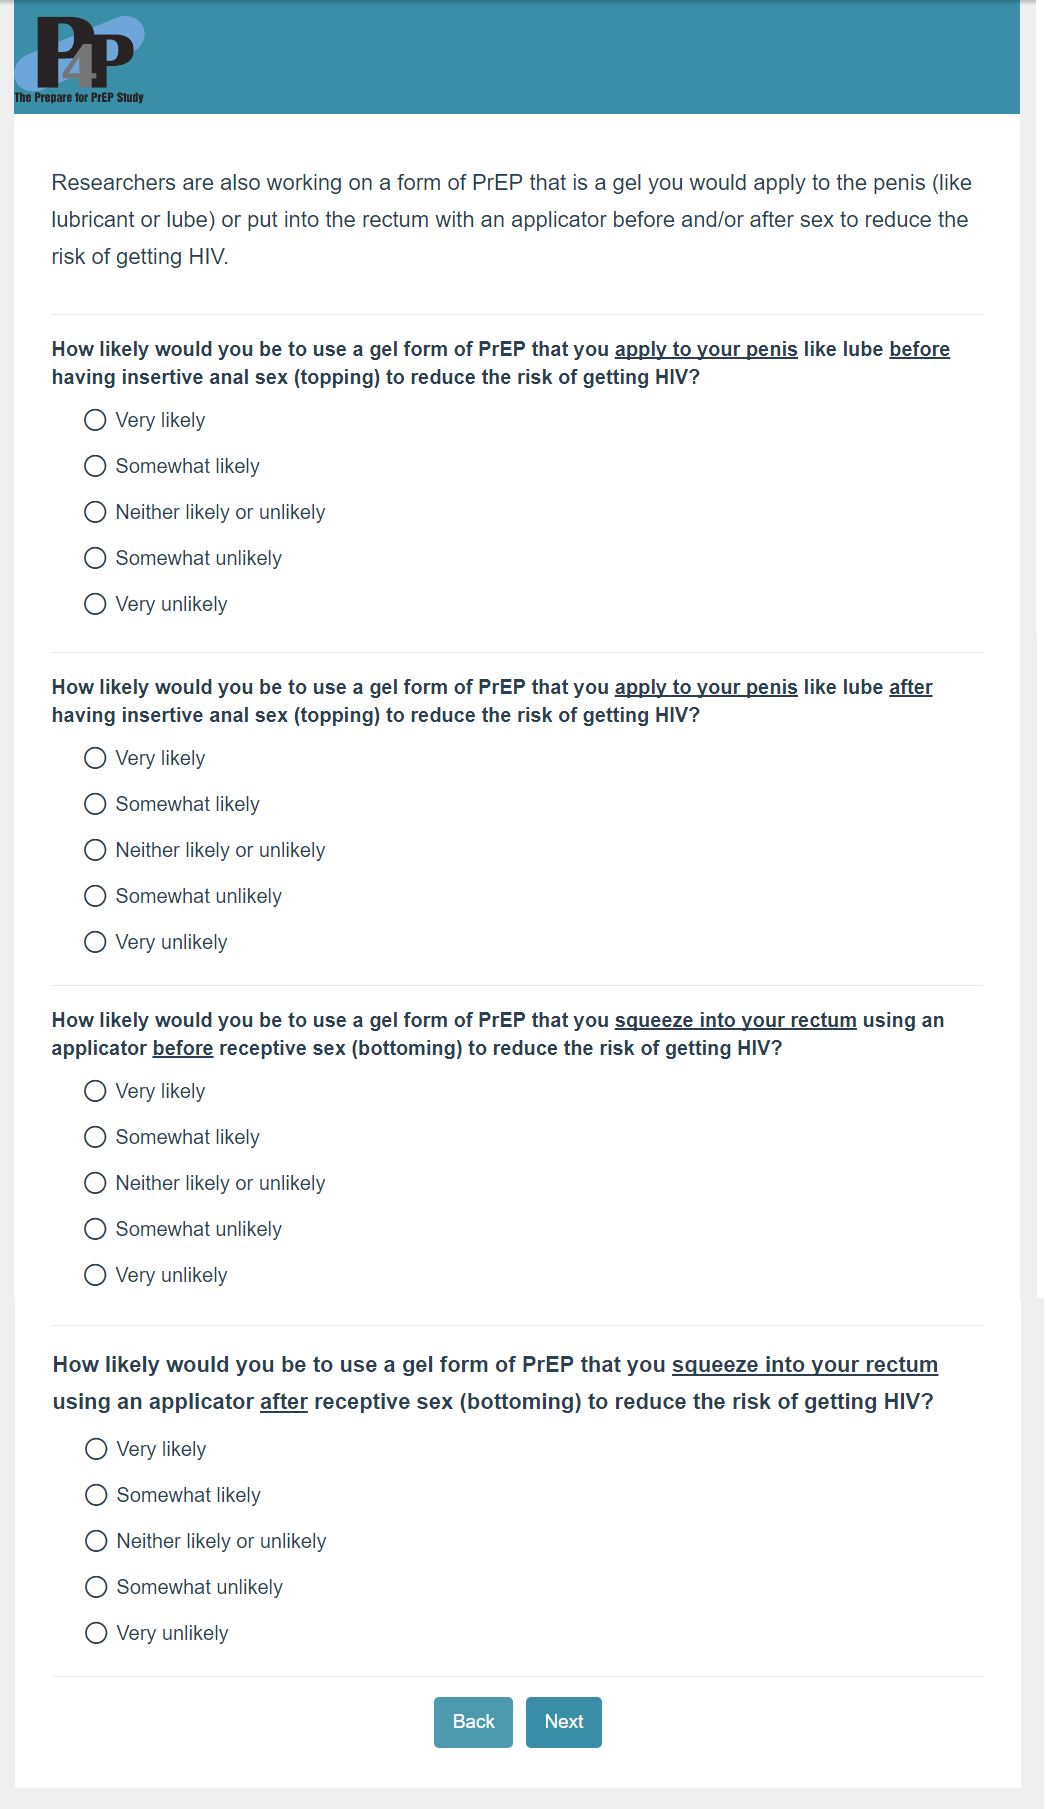 P4P
The Prepare for PrEP Study
Researchers are also working on a form of PrEP that is a gel you would apply to the penis (like
lubricant or lube) or put into the rectum with an applicator before and/or after sex to reduce the
risk of getting HIV.
How likely would you be to use a gel form of PrEP that you apply to your penis like lube before
having insertive anal sex (topping) to reduce the risk of getting HIV?
Very likely
Somewhat likely
Neither likely or unlikely
Somewhat unlikely
Very unlikely
How likely would you be to use a gel form of PrEP that you apply to your penis like lube after
having insertive anal sex (topping) to reduce the risk of getting HIV?
Very likely
Somewhat likely
Neither likely or unlikely
Somewhat unlikely
Very unlikely
How likely would you be to use a gel form of PrEP that you squeeze into your rectum using an
applicator before receptive sex (bottoming) to reduce the risk of getting HIV?
Very likely
Somewhat likely
Neither likely or unlikely
Somewhat unlikely
Very unlikely
How likely would you be to use a gel form of PrEP that you squeeze into your rectum
using an applicator after receptive sex (bottoming) to reduce the risk of getting HIV?
Very likely
Somewhat likely
Neither likely or unlikely
Somewhat unlikely
Very unlikely
Back Next